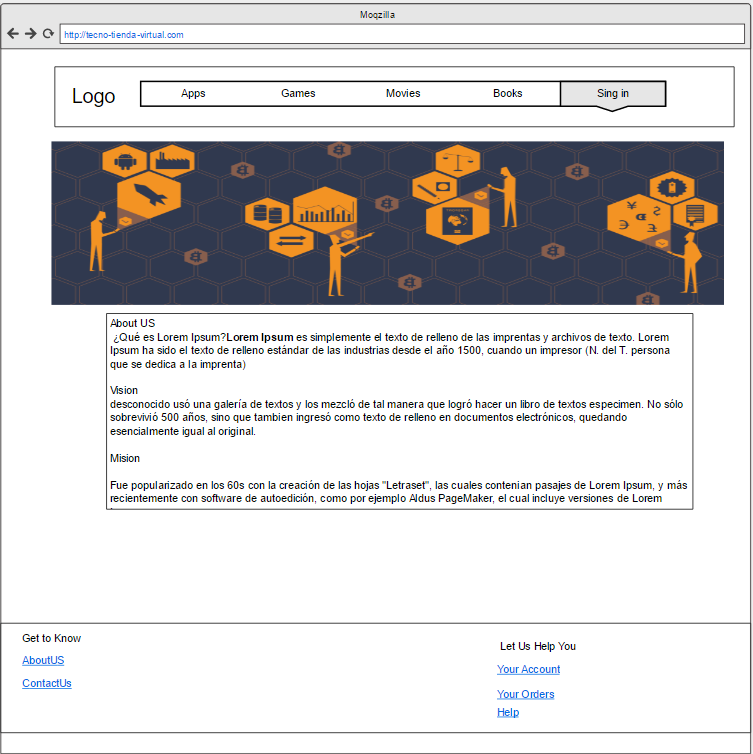 Moqzilla
http://tecno-tienda-virtual.com
Logo
Apps
Games
Movies
Books
Sing in
About US
¿Qué es Lorem Ipsum?Lorem Ipsum es simplemente el texto de relleno de las imprentas y archivos de texto. Lorem
Ipsum ha sido el texto de relleno estándar de las industrias desde el año 1500, cuando un impresor (N. del T. persona
que se dedica a la imprenta)
Vision
desconocido usó una galería de textos y los mezcló de tal manera que logró hacer un libro de textos especimen. No sólo
sobrevivió 500 años, sino que tambien ingresó como texto de relleno en documentos electrónicos, quedando
esencialmente igual al original.
Mision
Fue popularizado en los 60s con la creación de las hojas "Letraset", las cuales contenian pasajes de Lorem Ipsum, y más
recientemente con software de autoedición, como por ejemplo Aldus PageMaker, el cual incluye versiones de Lorem
Get to Know
AboutUS
ContactUs
Let Us Help You
Your Account
Your Orders
Help